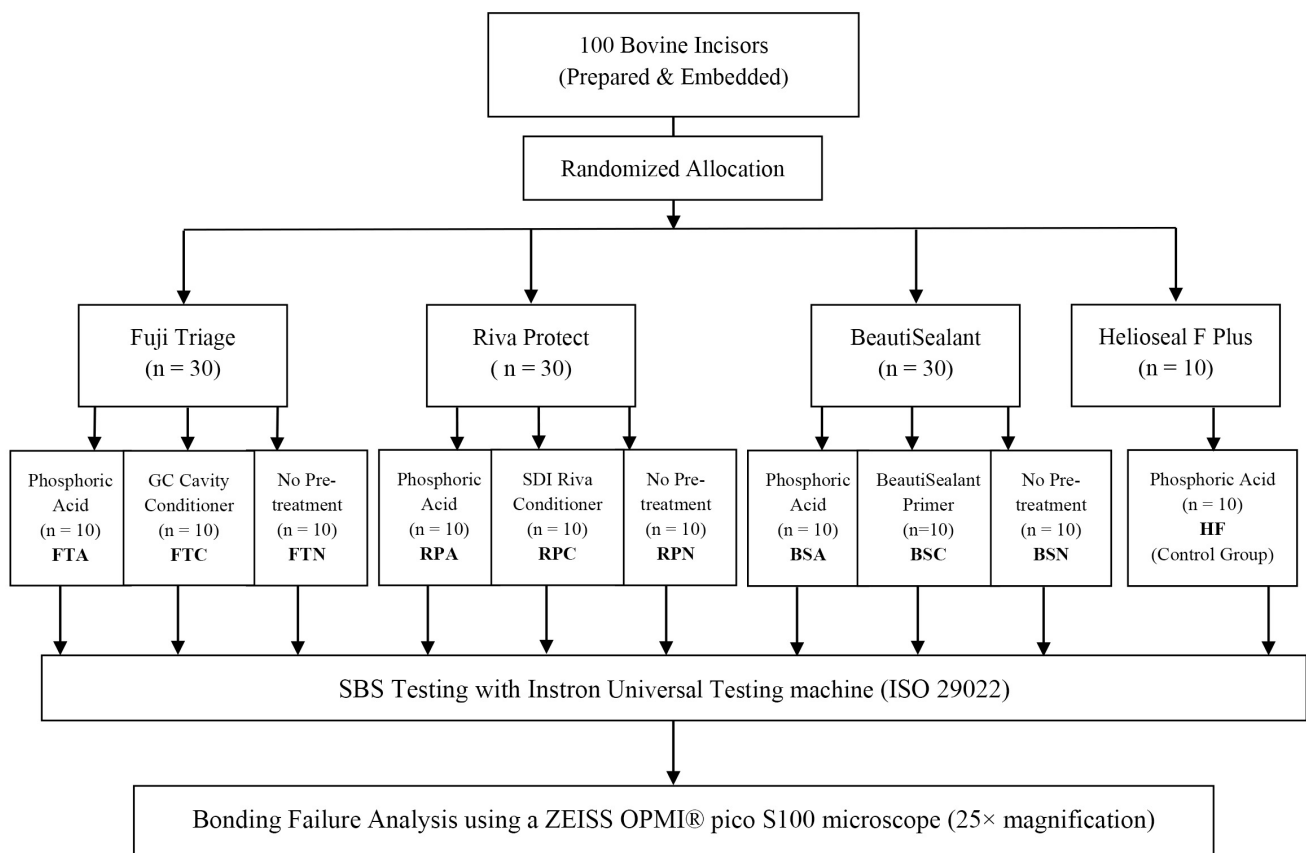 100 Bovine Incisors
(Prepared & Embedded)
Randomized Allocation
Fuji Triage
(n = 30)
Riva Protect
( n = 30)
BeautiSealant
(n = 30)
Helioseal F Plus
(n = 10)
Phosphoric
Acid
(n = 10)
FTA
GC Cavity
Conditioner
(n = 10)
FTC
No Pre-
treatment
(n = 10)
FTN
Phosphoric
Acid
(n = 10)
RPA
SDI Riva
Conditioner
(n = 10)
RPC
No Pre-
treatment
(n = 10)
RPN
Phosphoric
Acid
(n = 10)
BSA
BeautiSealant
Primer
(n=10)
BSC
No Pre-
treatment
(n = 10)
BSN
Phosphoric Acid
(n = 10)
HF
(Control Group)
SBS Testing with Instron Universal Testing machine (ISO 29022)
Bonding Failure Analysis using a ZEISS OPMI® pico S100 microscope (25× magnification)